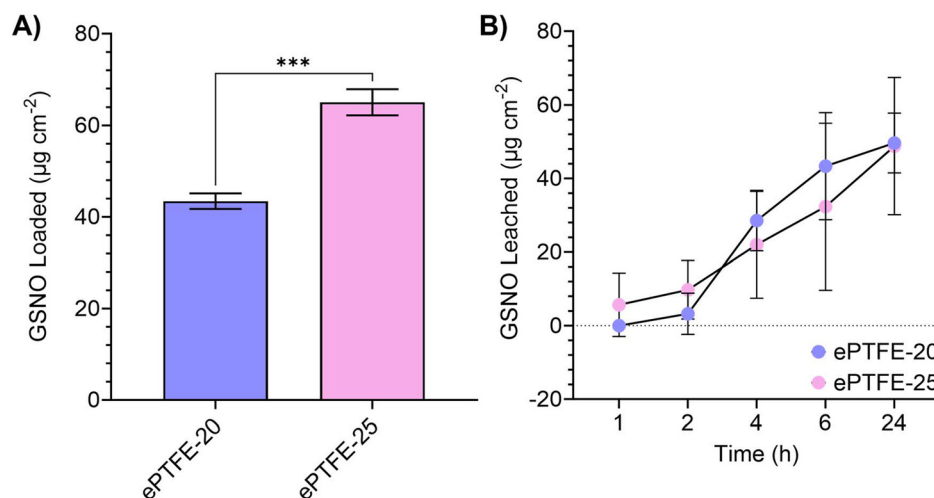 A)
GSNO Loaded (µg cm⁻²)
80
60
40
20
0
***
ePTFE-20
ePTFE-25
B)
GSNO Leached (µg cm⁻²)
80
60
40
20
0
-20
1 2 4 6 24
Time (h)
ePTFE-20
ePTFE-25